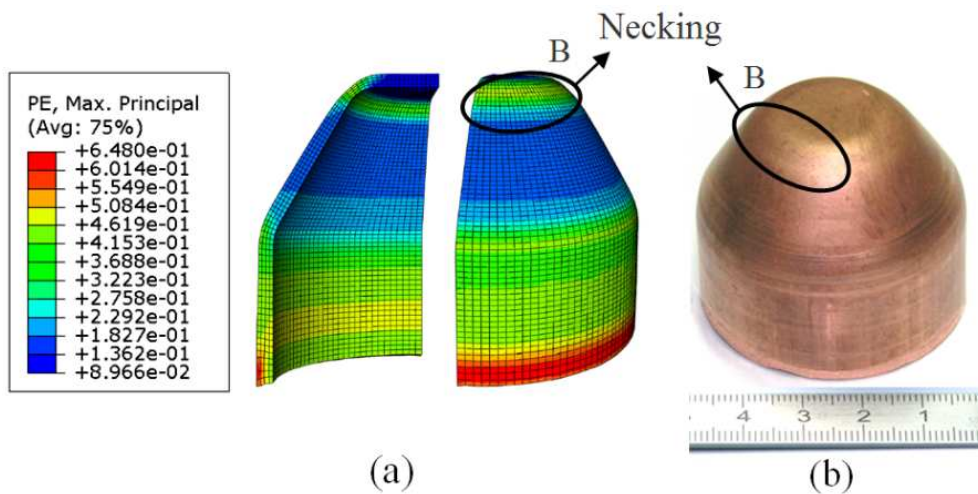 Necking
B
B
PE, Max. Principal
(Avg: 75%)
+6.480e-01
+6.014e-01
+5.549e-01
+5.084e-01
+4.619e-01
+4.153e-01
+3.688e-01
+3.223e-01
+2.758e-01
+2.292e-01
+1.827e-01
+1.362e-01
+8.966e-02
4 3 2 1
(a)
(b)